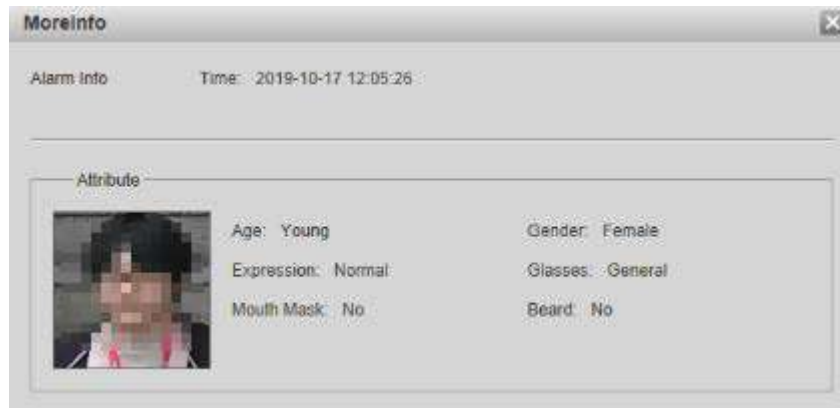 MoreInfo
Alarm Info Time: 2019-10-17 12:05:26
Attribute
Age: Young Gender: Female
Expression: Normal Glasses: General
Mouth Mask: No Beard: No